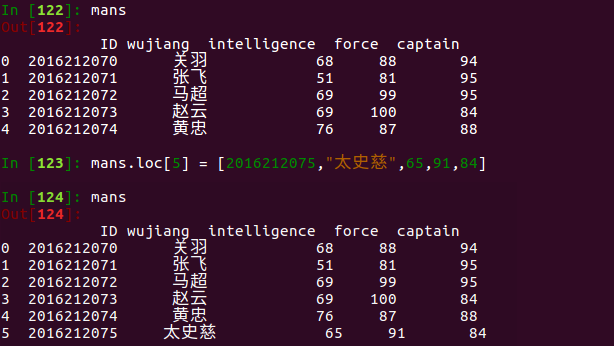 In [122]: mans
Out[122]:
ID wujiang intelligence force captain
0 2016212070 关羽 68 88 94
1 2016212071 张飞 51 81 95
2 2016212072 马超 69 99 95
3 2016212073 赵云 69 100 84
4 2016212074 黄忠 76 87 88
In [123]: mans.loc[5] = [2016212075,"太史慈",65,91,84]
In [124]: mans
Out[124]:
ID wujiang intelligence force captain
0 2016212070 关羽 68 88 94
1 2016212071 张飞 51 81 95
2 2016212072 马超 69 99 95
3 2016212073 赵云 69 100 84
4 2016212074 黄忠 76 87 88
5 2016212075 太史慈 65 91 84